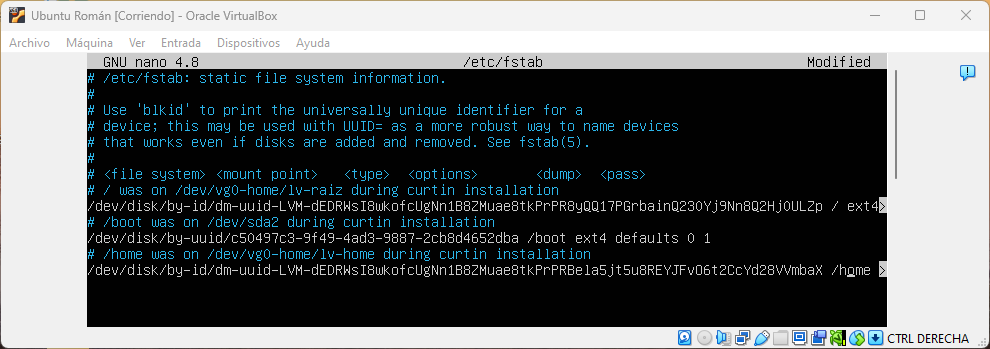 Ubuntu Román [Corriendo] - Oracle VirtualBox
Archivo Máquina Ver Entrada Dispositivos Ayuda
GNU nano 4.8 /etc/fstab Modified
# /etc/fstab: static file system information.
#
# Use 'blkid' to print the universally unique identifier for a
# device; this may be used with UUID= as a more robust way to name devices
# that works even if disks are added and removed. See fstab(5).
#
# <file system> <mount point> <type> <options> <dump> <pass>
# / was on /dev/vg0-home/lv-raiz during curtin installation
/dev/disk/by-id/dm-uuid-LVM-dEDRWsI8wkofcUgNn1B8ZMuae8tkPrPR8yQQ17PGrbainQ23OYj9Nn8Q2HjOULZp / ext4>
# /boot was on /dev/sda2 during curtin installation
/dev/disk/by-uuid/c50497c3-9f49-4ad3-9887-2cb8d4652dba /boot ext4 defaults 0 1
# /home was on /dev/vg0-home/lv-home during curtin installation
/dev/disk/by-id/dm-uuid-LVM-dEDRWsI8wkofcUgNn1B8ZMuae8tkPrPRBela5jt5u8REYJFvO6t2CcYd28VVmbaX /home >
CTRL DERECHA